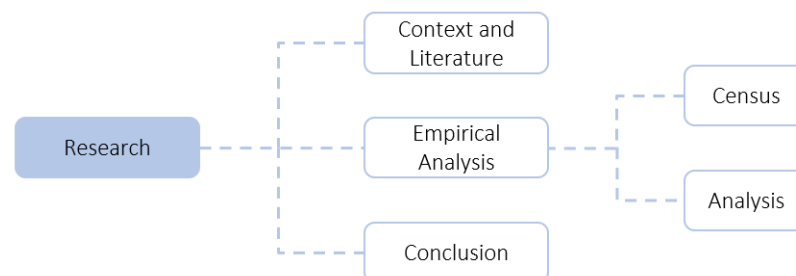 Research
Context and
Literature
Empirical
Analysis
Conclusion
Census
Analysis